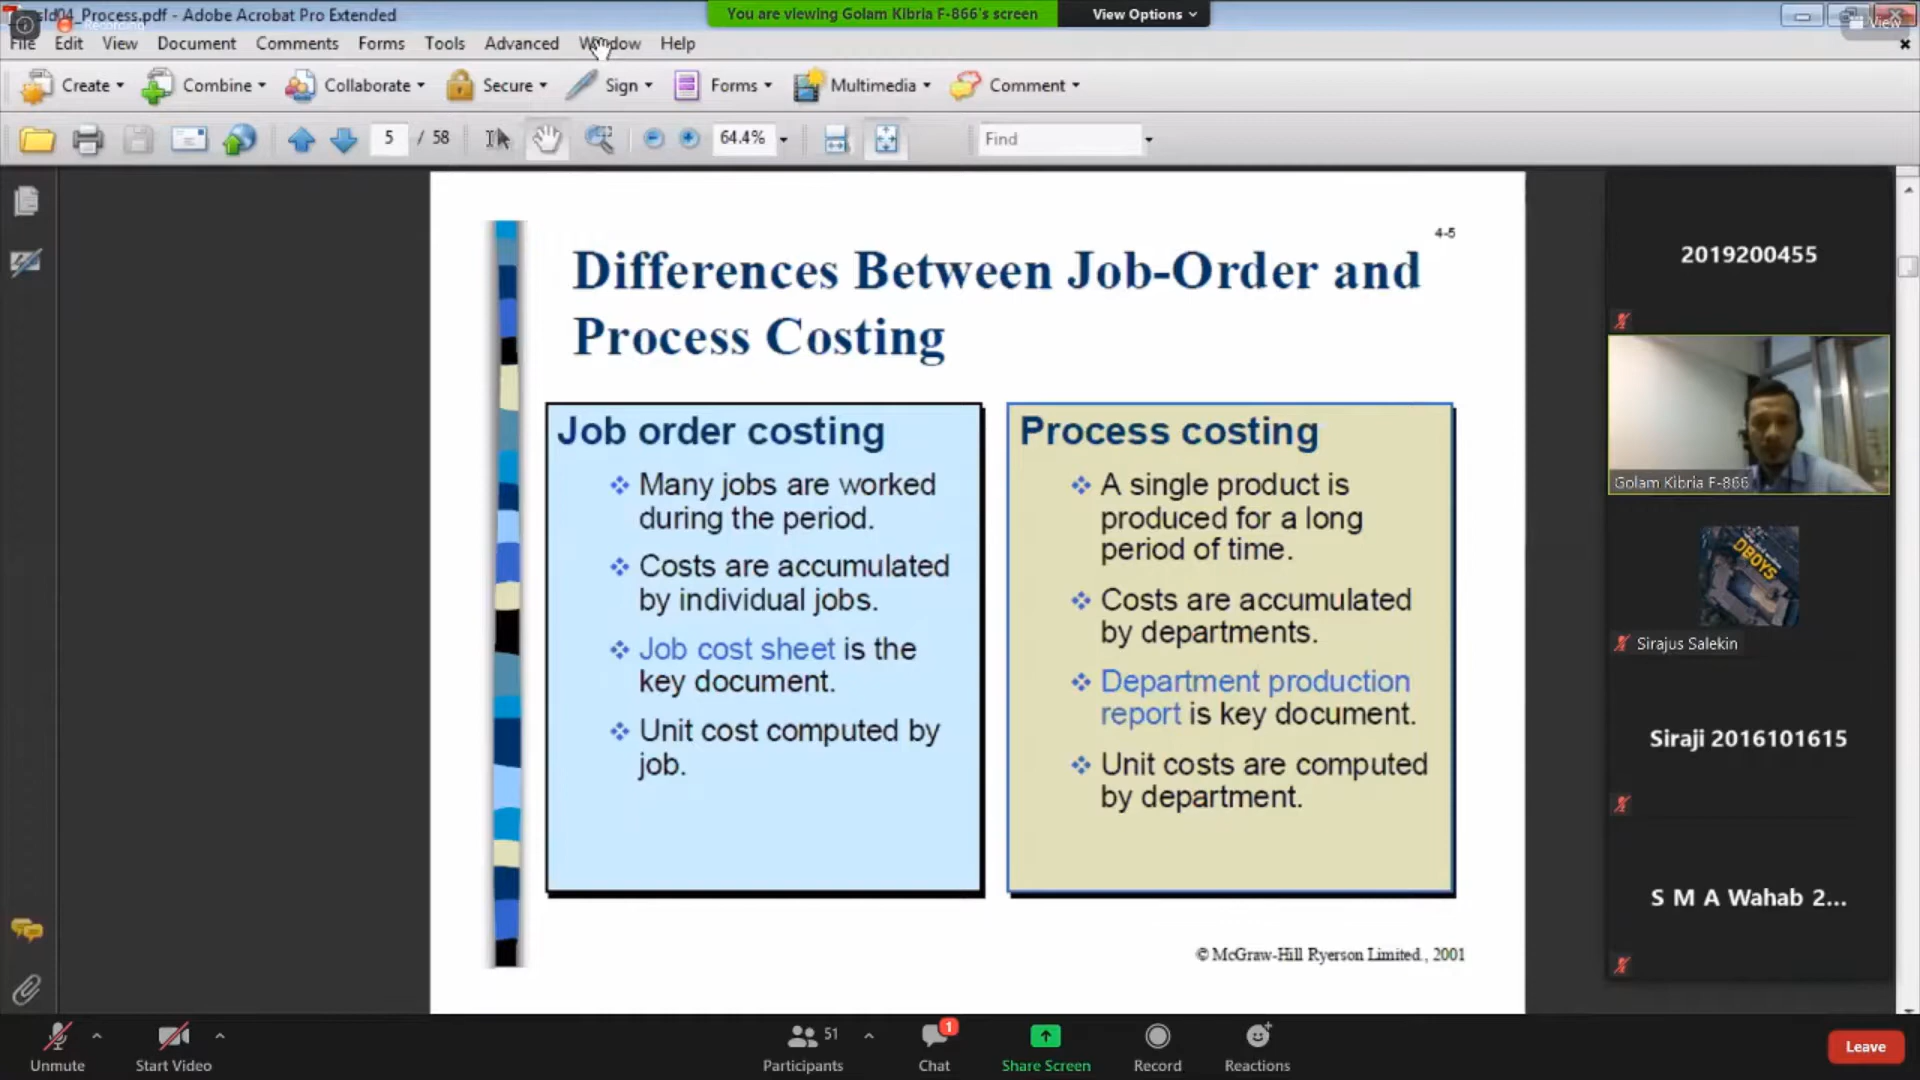 sld04_Process.pdf - Adobe Acrobat Pro Extended
Recording
You are viewing Golam Kibria F-866's screen
View Options
View
File Edit View Document Comments Forms Tools Advanced Window Help
Create Combine Collaborate Secure Sign Forms Multimedia Comment
5 / 58 64.4% Find
4-5
Differences Between Job-Order and
Process Costing
Job order costing
Many jobs are worked
during the period.
Costs are accumulated
by individual jobs.
Job cost sheet is the
key document.
Unit cost computed by
job.
Process costing
A single product is
produced for a long
period of time.
Costs are accumulated
by departments.
Department production
report is key document.
Unit costs are computed
by department.
© McGraw-Hill Ryerson Limited., 2001
2019200455
Golam Kibria F-866
DBOYS
Sirajus Salekin
Siraji 2016101615
S M A Wahab 2...
Unmute
Start Video
51
Participants
1
Chat
Share Screen
Record
Reactions
Leave